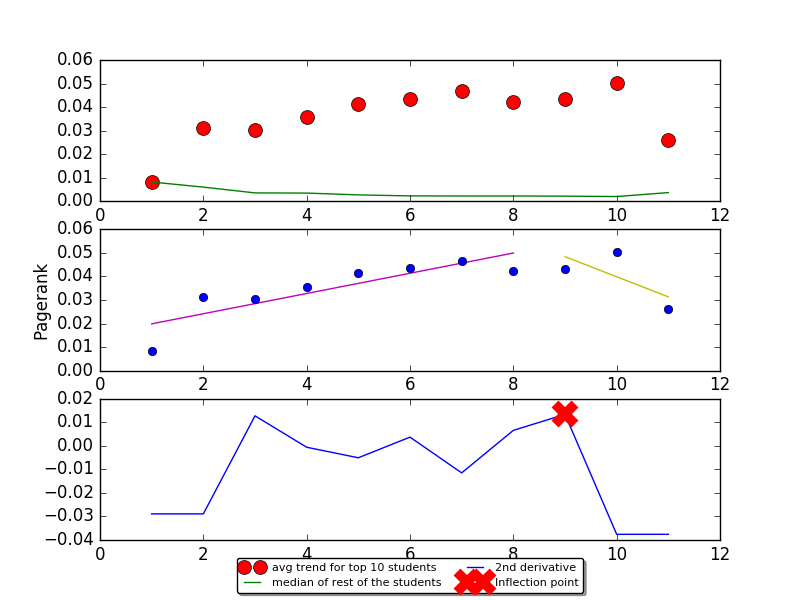 0.06
0.05
0.04
0.03
0.02
0.01
0.00
0 2 4 6 8 10 12
0.06
0.05
0.04
0.03
0.02
0.01
0.00
Pagerank
0 2 4 6 8 10 12
0.02
0.01
0.00
−0.01
−0.02
−0.03
−0.04
0 2 4 6 8 10 12
avg trend for top 10 students
median of rest of the students
2nd derivative
Inflection point